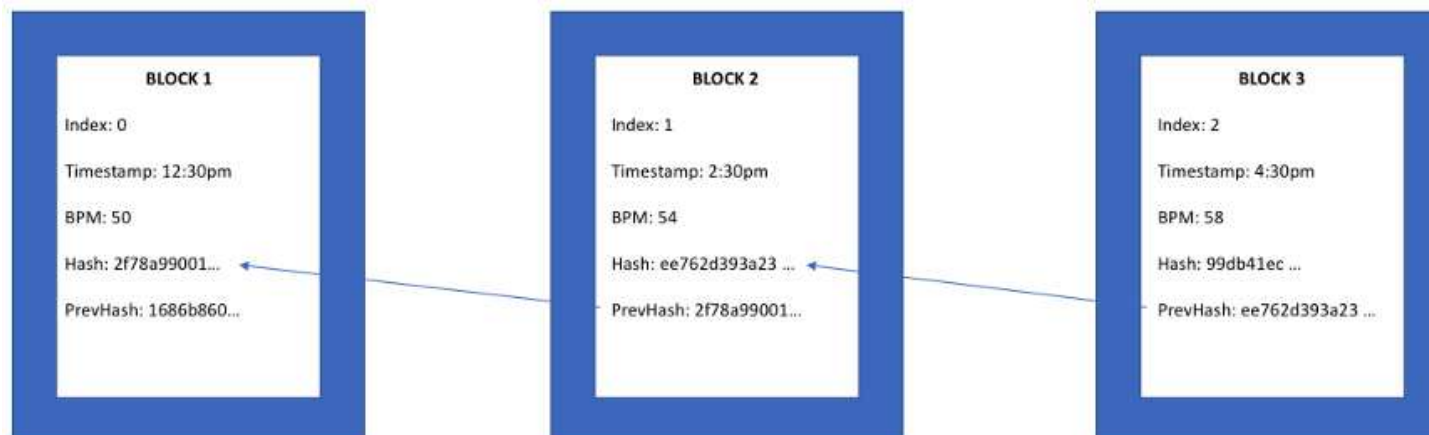 BLOCK 1
Index: 0
Timestamp: 12:30pm
BPM: 50
Hash: 2f78a99001...
PrevHash: 1686b860...
BLOCK 2
Index: 1
Timestamp: 2:30pm
BPM: 54
Hash: ee762d393a23 ...
PrevHash: 2f78a99001...
BLOCK 3
Index: 2
Timestamp: 4:30pm
BPM: 58
Hash: 99db41ec ...
PrevHash: ee762d393a23 ...